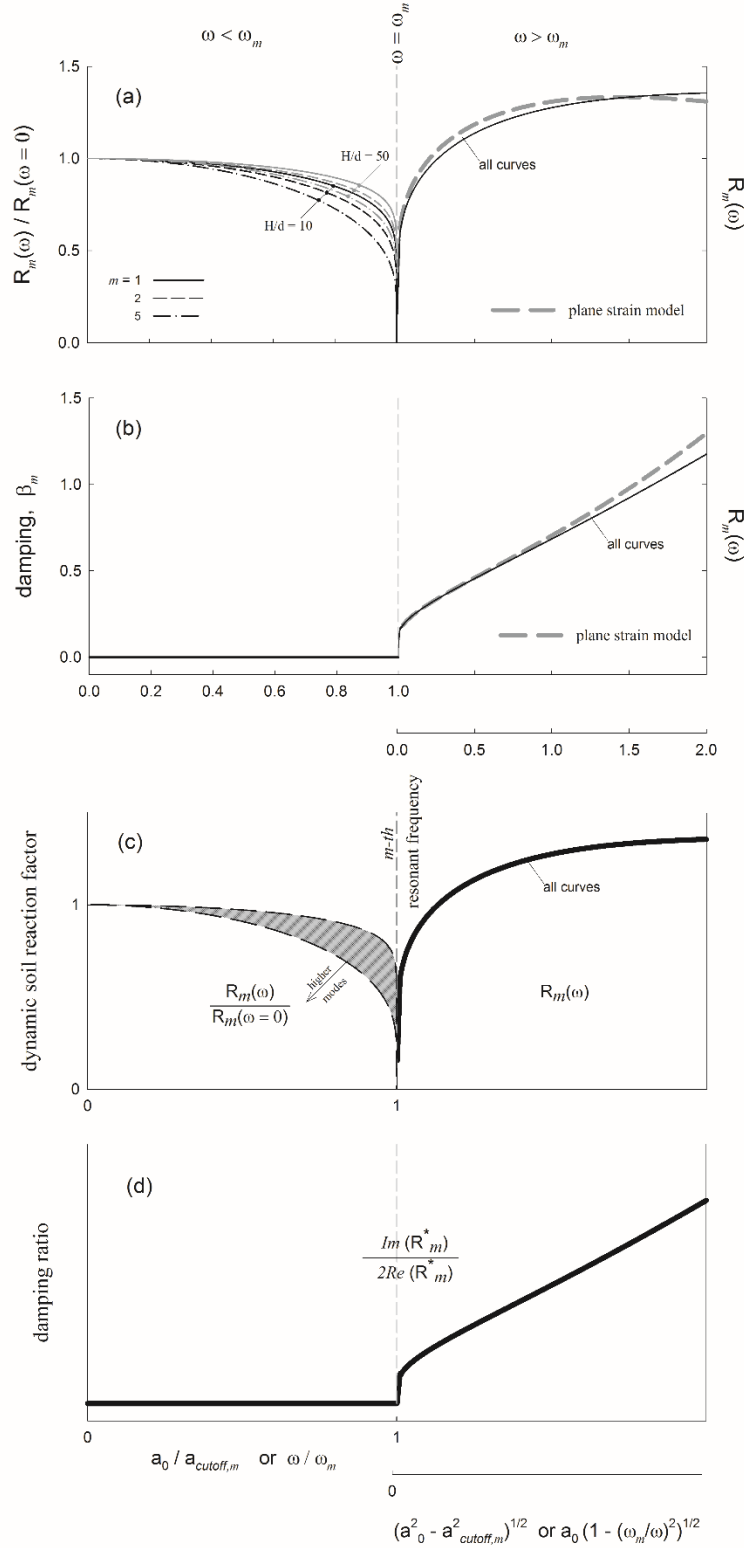 ω < ω_m
ω = ω_m
ω > ω_m
(a)
1.5
1.0
0.5
0.0
R_m(ω) / R_m(ω = 0)
H/d = 50
H/d = 10
m = 1
2
5
all curves
plane strain model
R_m(ω)
(b)
1.5
1.0
0.5
0.0
damping, β_m
all curves
plane strain model
R_m(ω)
0.0 0.2 0.4 0.6 0.8 1.0
0.0 0.5 1.0 1.5 2.0
(c)
1
0
dynamic soil reaction factor
m-th
resonant frequency
all curves
higher
modes
R_m(ω)
R_m(ω = 0)
R_m(ω)
0 1
(d)
damping ratio
Im (R*_m)
2Re (R*_m)
0 1
a_0 / a_cutoff,m or ω / ω_m
0
(a²_0 - a²_cutoff,m)^1/2 or a_0 (1 - (ω_m/ω)²)^1/2